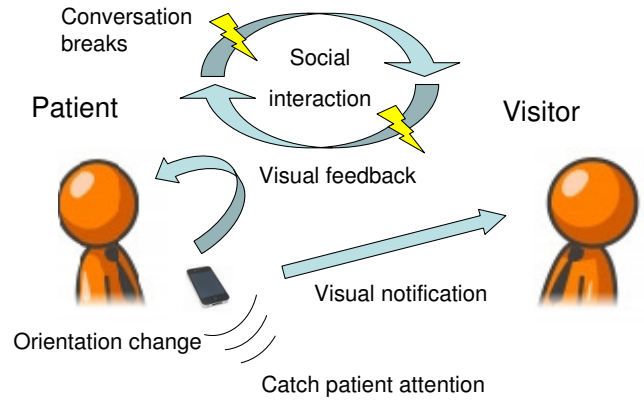 Conversation
breaks
Social
interaction
Patient
Visitor
Visual feedback
Visual notification
Orientation change
Catch patient attention